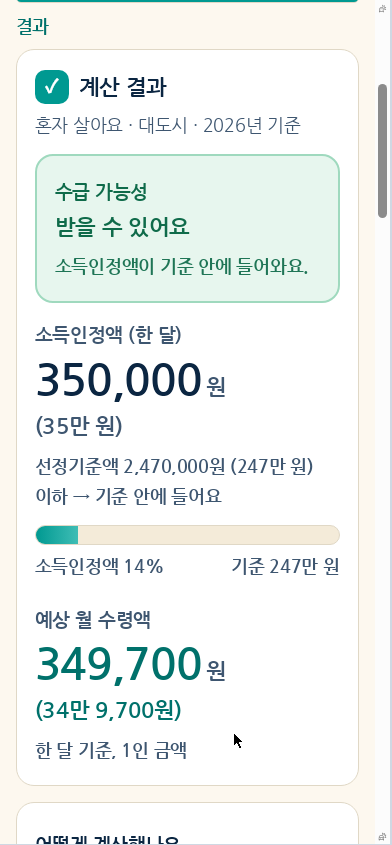 결과
계산 결과
혼자 살아요 · 대도시 · 2026년 기준
수급 가능성
받을 수 있어요
소득인정액이 기준 안에 들어와요.
소득인정액 (한 달)
350,000 원
(35만 원)
선정기준액 2,470,000원 (247만 원)
이하 → 기준 안에 들어요
소득인정액 14% 기준 247만 원
예상 월 수령액
349,700 원
(34만 9,700원)
한 달 기준, 1인 금액